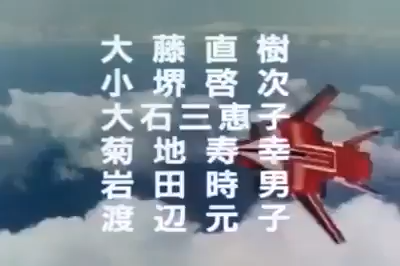 大藤直樹
小堺啓次
大石三恵子
菊地寿幸
岩田時男
渡辺元子